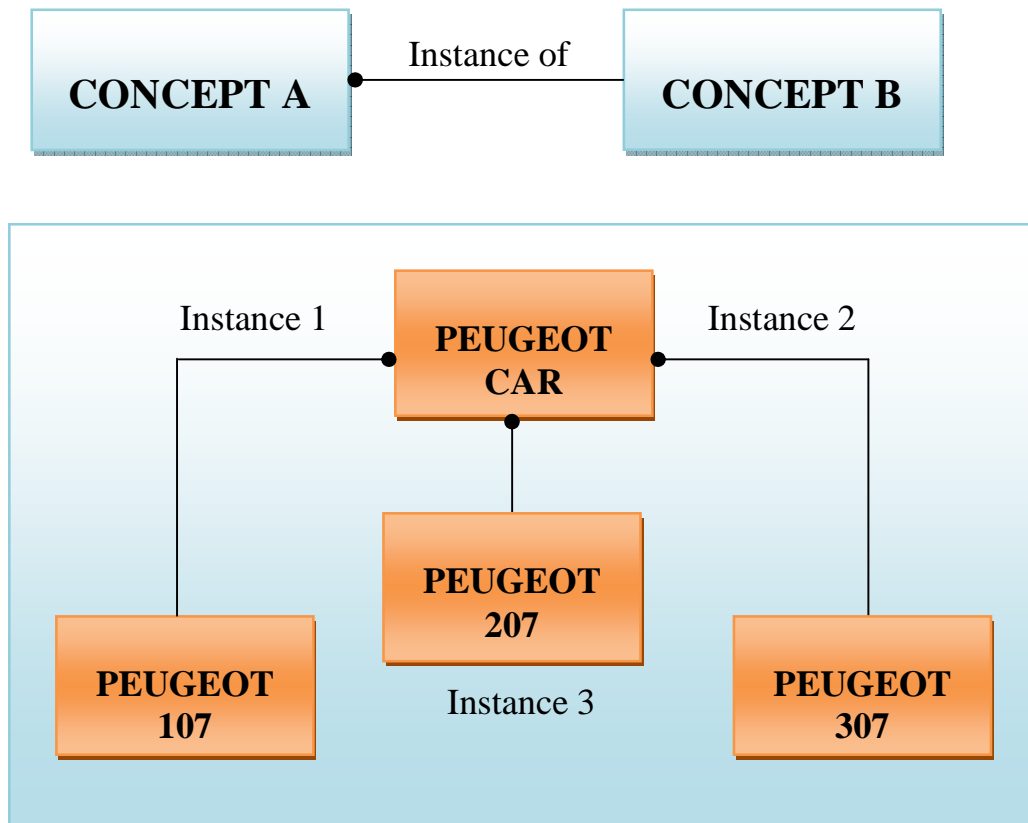 Instance of
CONCEPT A
CONCEPT B
Instance 1
Instance 2
PEUGEOT
CAR
PEUGEOT
207
PEUGEOT
107
Instance 3
PEUGEOT
307